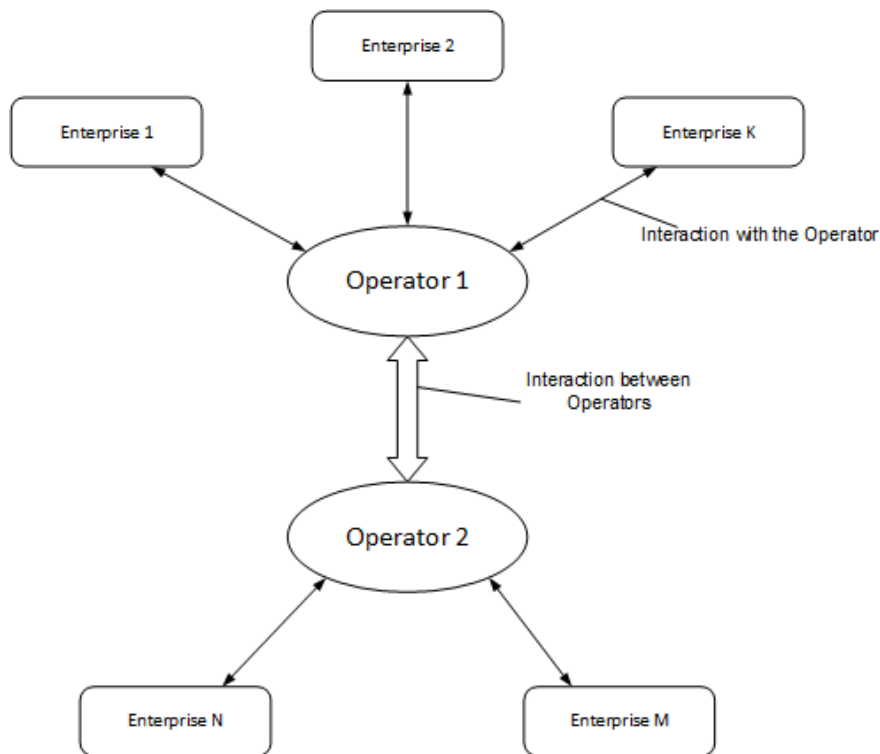 Enterprise 2
Enterprise 1
Enterprise K
Interaction with the Operator
Operator 1
Interaction between
Operators
Operator 2
Enterprise N
Enterprise M